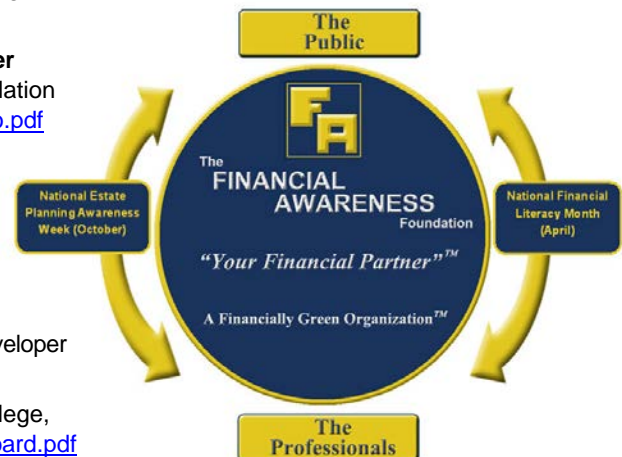 er
lation
o.pdf
veloper
lege,
oard.pdf
The
Public
FA
The
FINANCIAL
AWARENESS
Foundation
"Your Financial Partner"™
A Financially Green Organization™
National Estate
Planning Awareness
Week (October)
National Financial
Literacy Month
(April)
The
Professionals